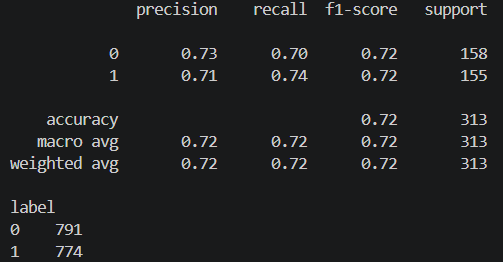 precision recall f1-score support
0 0.73 0.70 0.72 158
1 0.71 0.74 0.72 155
accuracy 0.72 313
macro avg 0.72 0.72 0.72 313
weighted avg 0.72 0.72 0.72 313
label
0 791
1 774